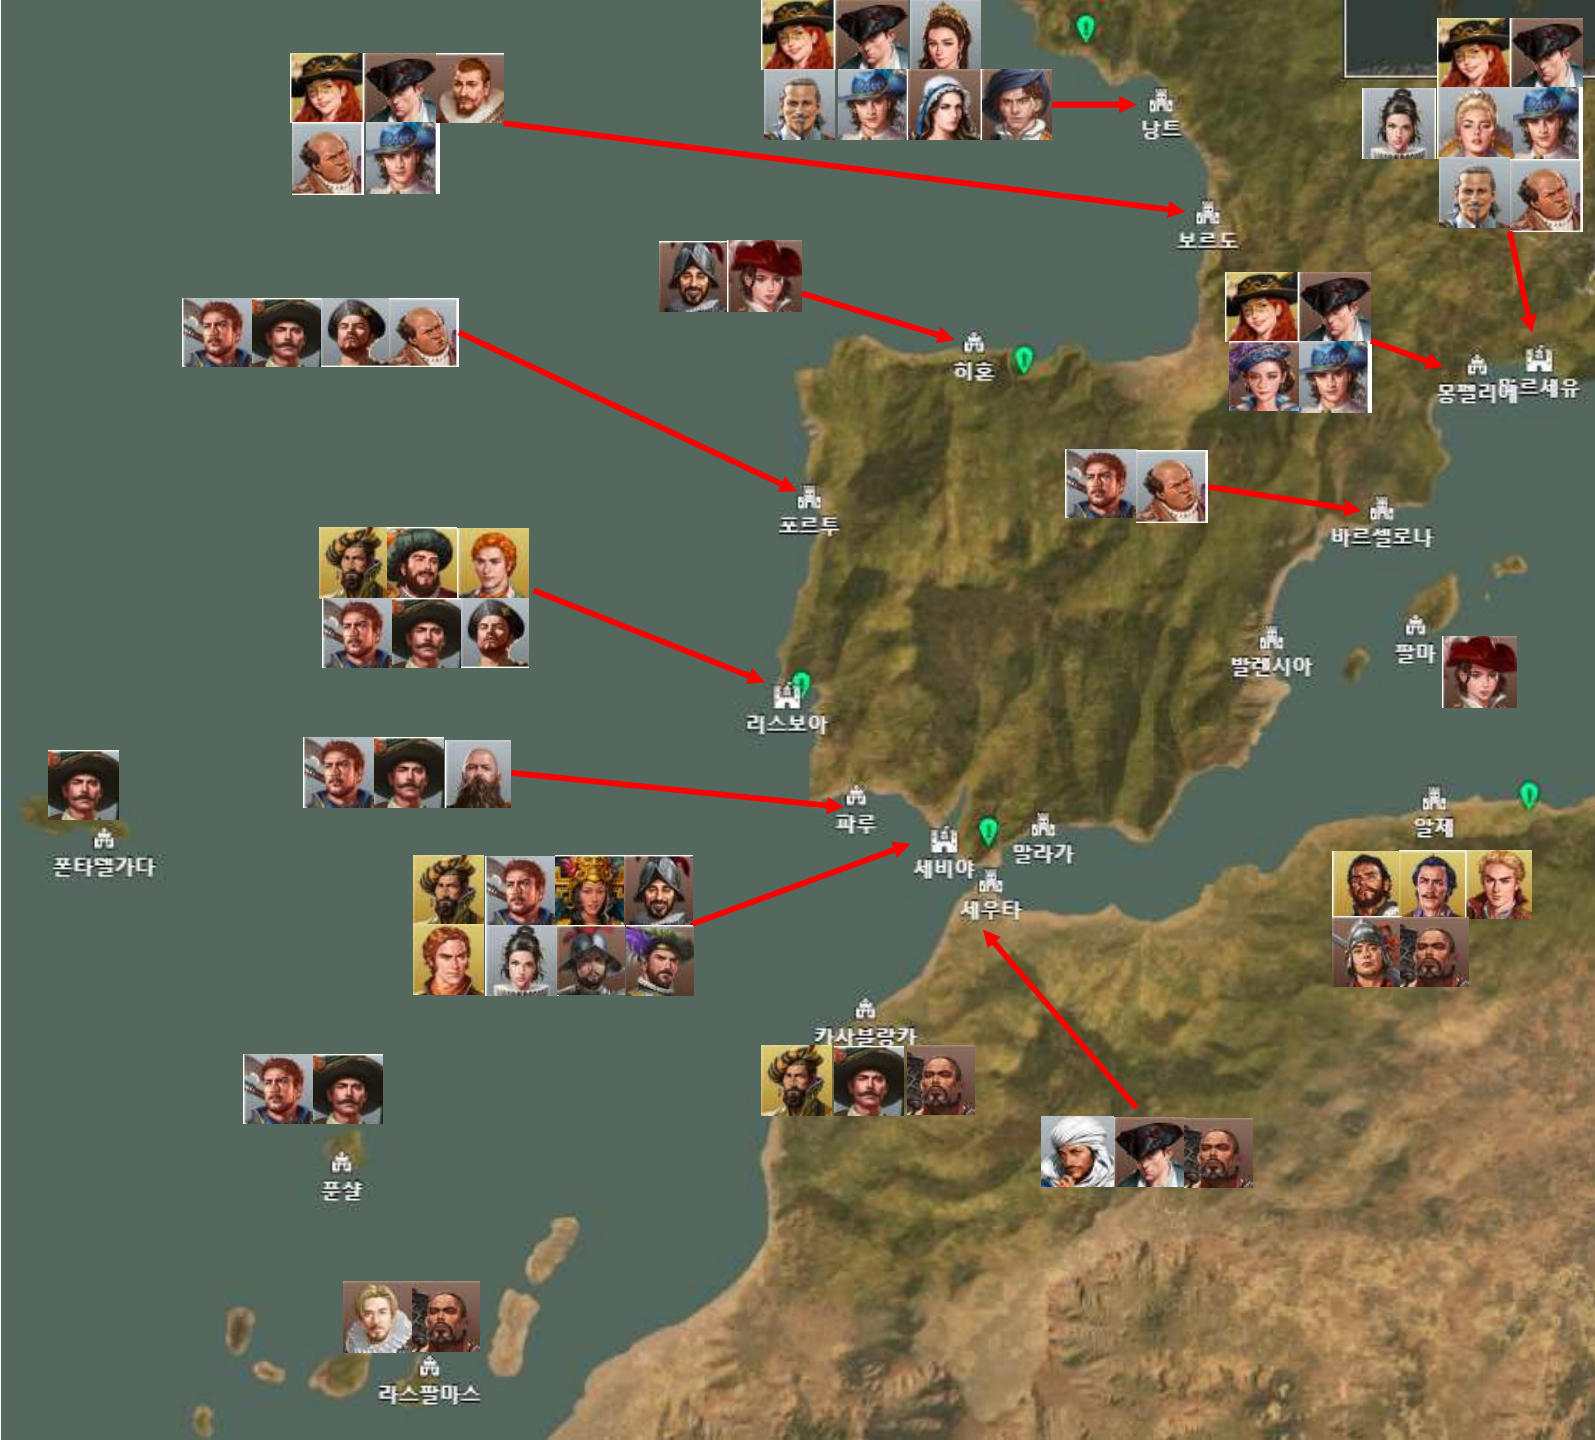 낭트
보르도
히혼
몽펠리에
마르세유
포르투
바르셀로나
발렌시아
팔마
리스보아
파루
폰타델가다
세비야
말라가
세우타
알제
카사블랑카
푼샬
라스팔마스